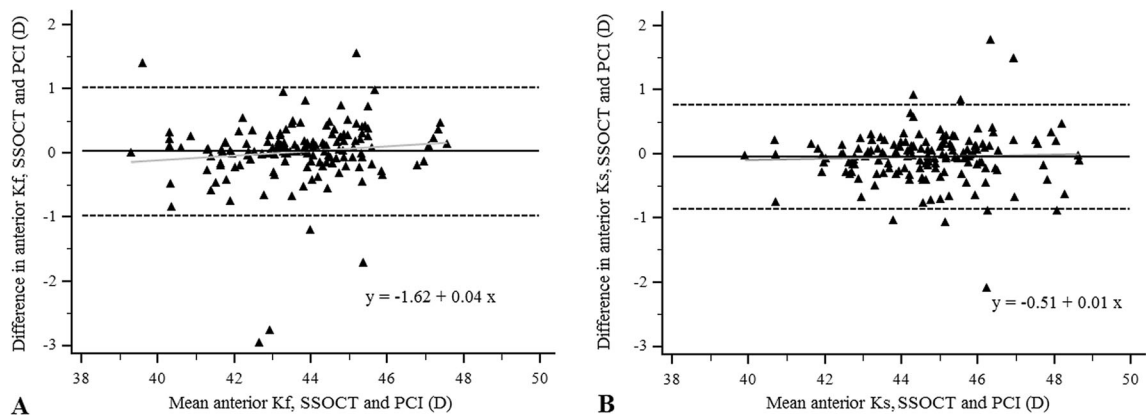 Difference in anterior Kf, SSOCT and PCI (D)
2
1
0
-1
-2
-3
y = -1.62 + 0.04 x
38 40 42 44 46 48 50
Mean anterior Kf, SSOCT and PCI (D)
A
Difference in anterior Ks, SSOCT and PCI (D)
2
1
0
-1
-2
-3
y = -0.51 + 0.01 x
38 40 42 44 46 48 50
Mean anterior Ks, SSOCT and PCI (D)
B